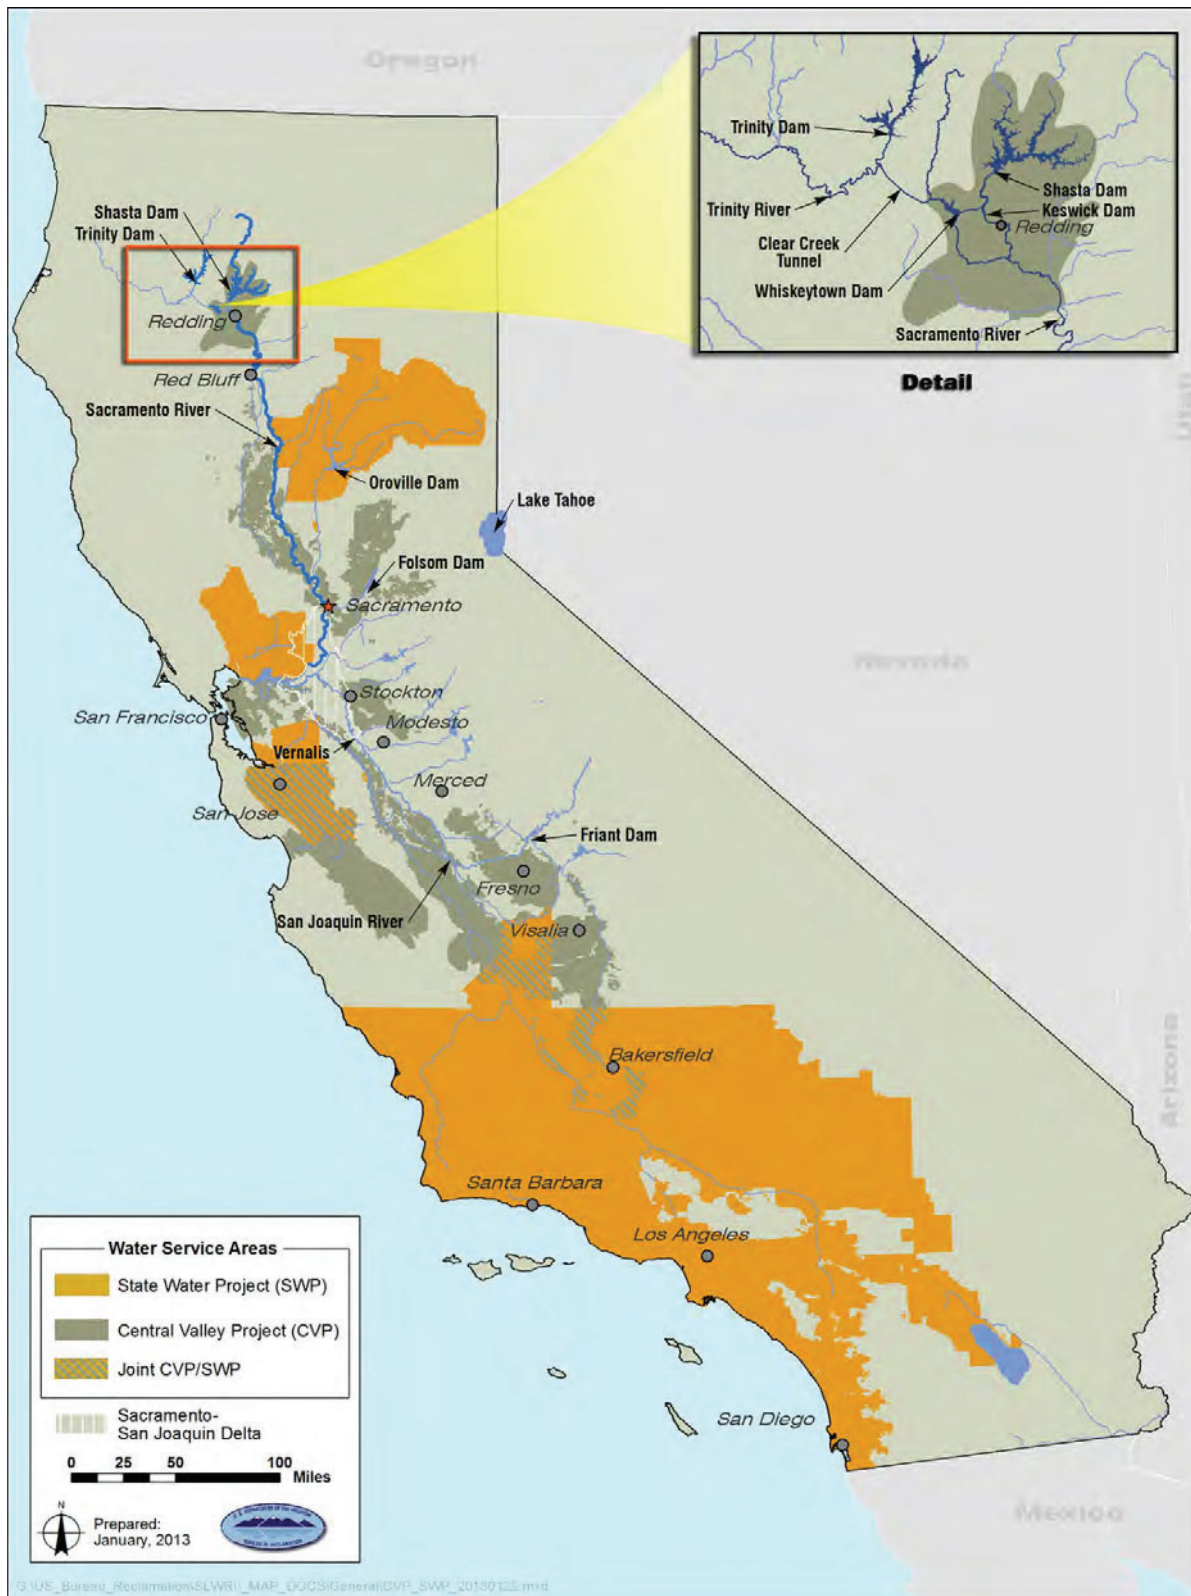 Oregon
Trinity Dam
Shasta Dam
Keswick Dam
Redding
Trinity River
Clear Creek
Tunnel
Whiskeytown Dam
Sacramento River
Detail
Shasta Dam
Trinity Dam
Redding
Red Bluff
Sacramento River
Oroville Dam
Lake Tahoe
Folsom Dam
Sacramento
Utah
Nevada
Stockton
San Francisco
Modesto
Vernalis
Merced
San Jose
Friant Dam
Fresno
San Joaquin River
Visalia
Arizona
Bakersfield
Santa Barbara
Los Angeles
San Diego
Mexico
Water Service Areas
State Water Project (SWP)
Central Valley Project (CVP)
Joint CVP/SWP
Sacramento-
San Joaquin Delta
0 25 50 100
Miles
N
Prepared:
January, 2013